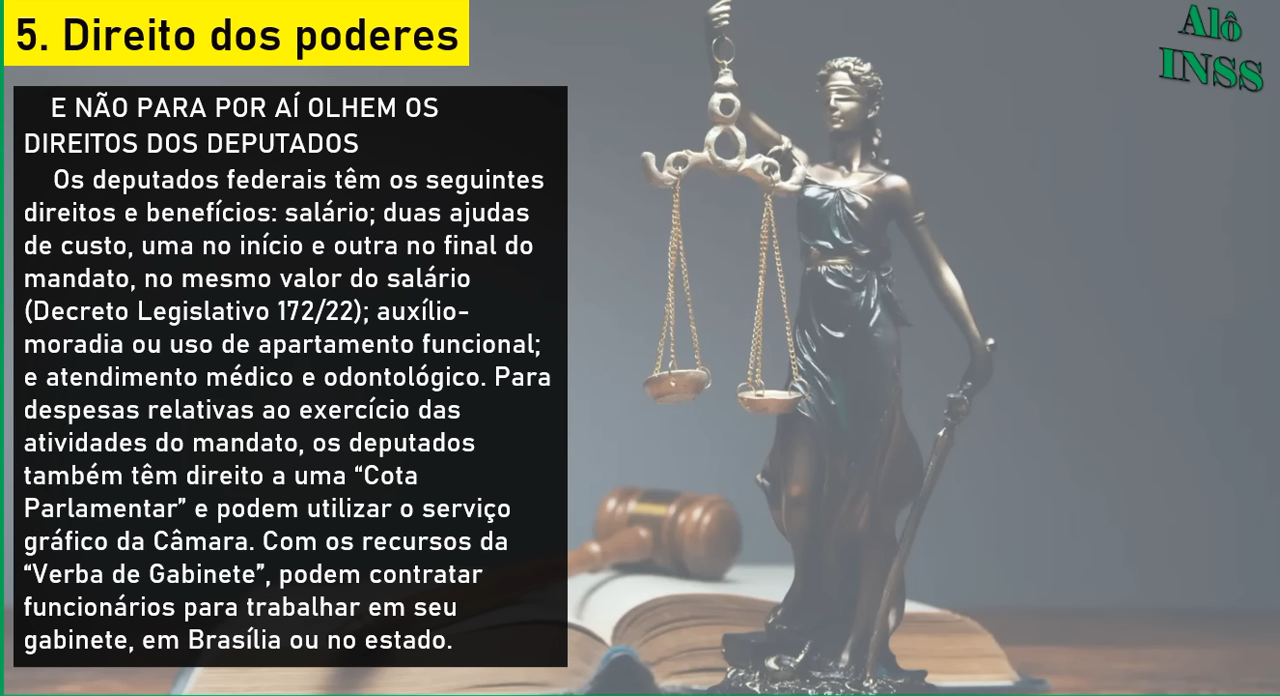 5. Direito dos poderes
Alô
INSS
E NÃO PARA POR AÍ OLHEM OS
DIREITOS DOS DEPUTADOS
Os deputados federais têm os seguintes
direitos e benefícios: salário; duas ajudas
de custo, uma no início e outra no final do
mandato, no mesmo valor do salário
(Decreto Legislativo 172/22); auxílio-
moradia ou uso de apartamento funcional;
e atendimento médico e odontológico. Para
despesas relativas ao exercício das
atividades do mandato, os deputados
também têm direito a uma “Cota
Parlamentar” e podem utilizar o serviço
gráfico da Câmara. Com os recursos da
“Verba de Gabinete”, podem contratar
funcionários para trabalhar em seu
gabinete, em Brasília ou no estado.